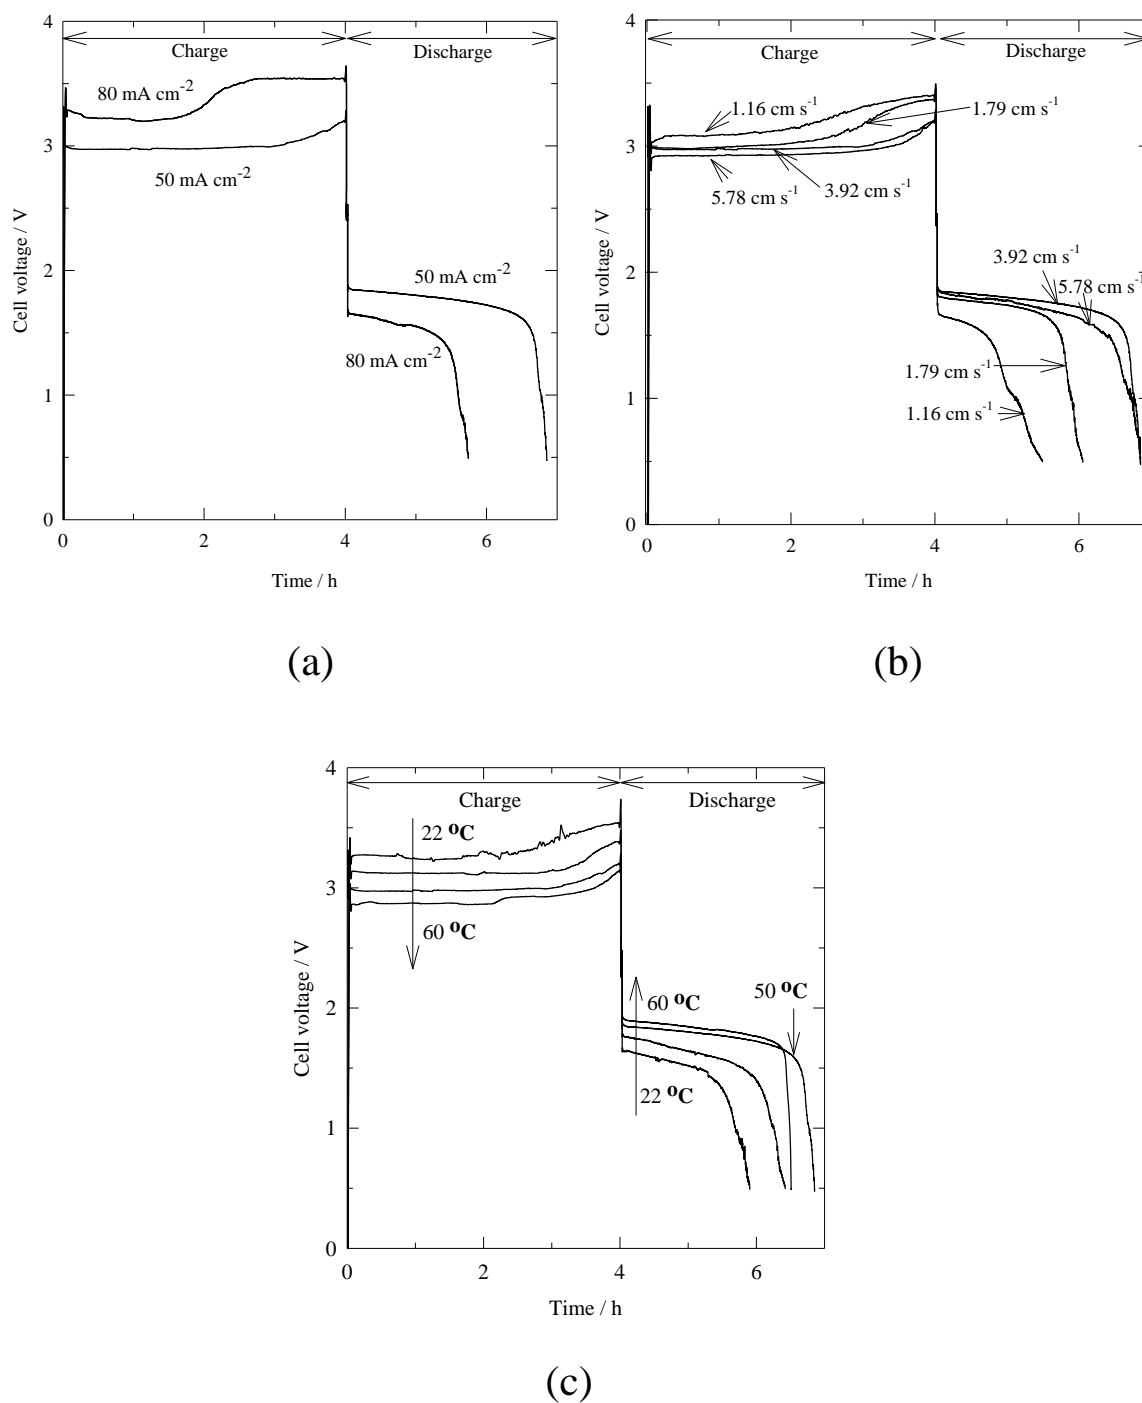 4
3
2
1
0
Cell voltage / V
Charge
Discharge
80 mA cm-2
50 mA cm-2
50 mA cm-2
80 mA cm-2
0 2 4 6
Time / h
(a)
4
3
2
1
0
Cell voltage / V
Charge
Discharge
1.16 cm s-1
1.79 cm s-1
3.92 cm s-1
5.78 cm s-1
3.92 cm s-1
5.78 cm s-1
1.79 cm s-1
1.16 cm s-1
0 2 4 6
Time / h
(b)
4
3
2
1
0
Cell voltage / V
Charge
Discharge
22 oC
60 oC
60 oC
50 oC
22 oC
0 2 4 6
Time / h
(c)